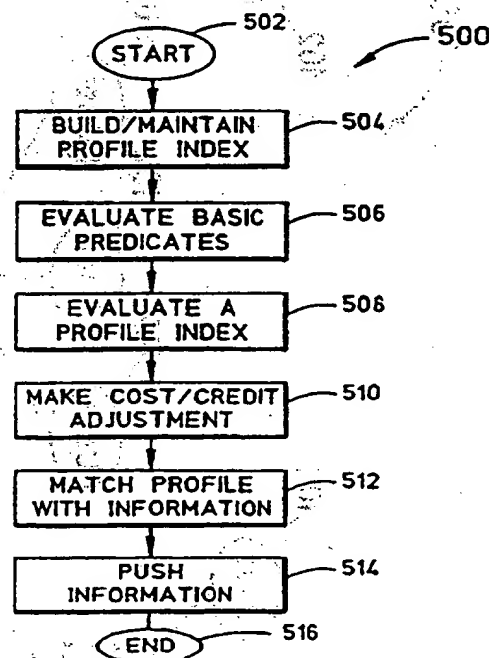 502
START
500
BUILD/MAINTAIN
PROFILE INDEX
504
EVALUATE BASIC
PREDICATES
506
EVALUATE A
PROFILE INDEX
508
MAKE COST/CREDIT
ADJUSTMENT
510
MATCH PROFILE
WITH INFORMATION
512
PUSH
INFORMATION
514
END
516